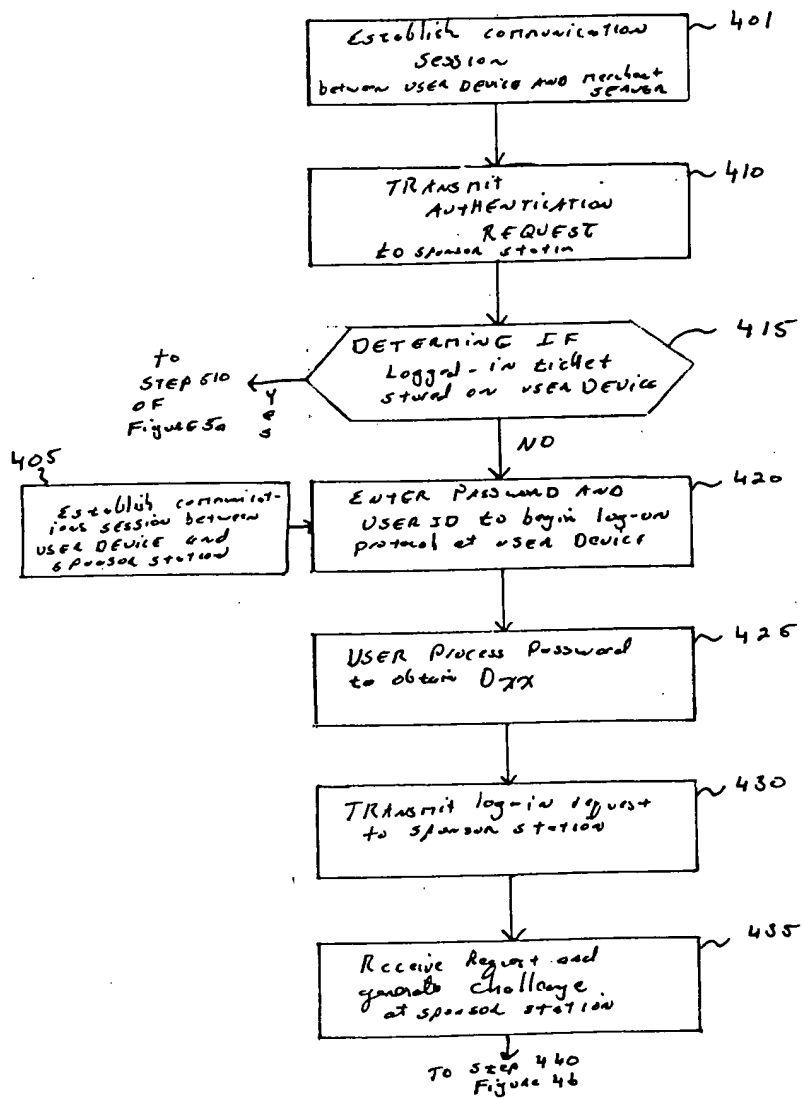 Establish communication
Session
between USER DEVICE AND merchant
SERVER
401
TRANSMIT
AUTHENTICATION
REQUEST
to sponsor station
410
DETERMINING IF
Logged-in ticket
stored on USER DEVICE
415
to
STEP 510
OF
Figure 5a
Yes
NO
405
Establish communicat-
ions session between
USER DEVICE and
sponsor station
ENTER PASSWORD AND
USER ID to begin log-on
protocol at USER Device
420
USER Process Password
to obtain Dxx
425
TRANSMIT log-in request
to sponsor station
430
Receive Request and
generate challenge
at sponsor station
435
TO Step 440
Figure 4b